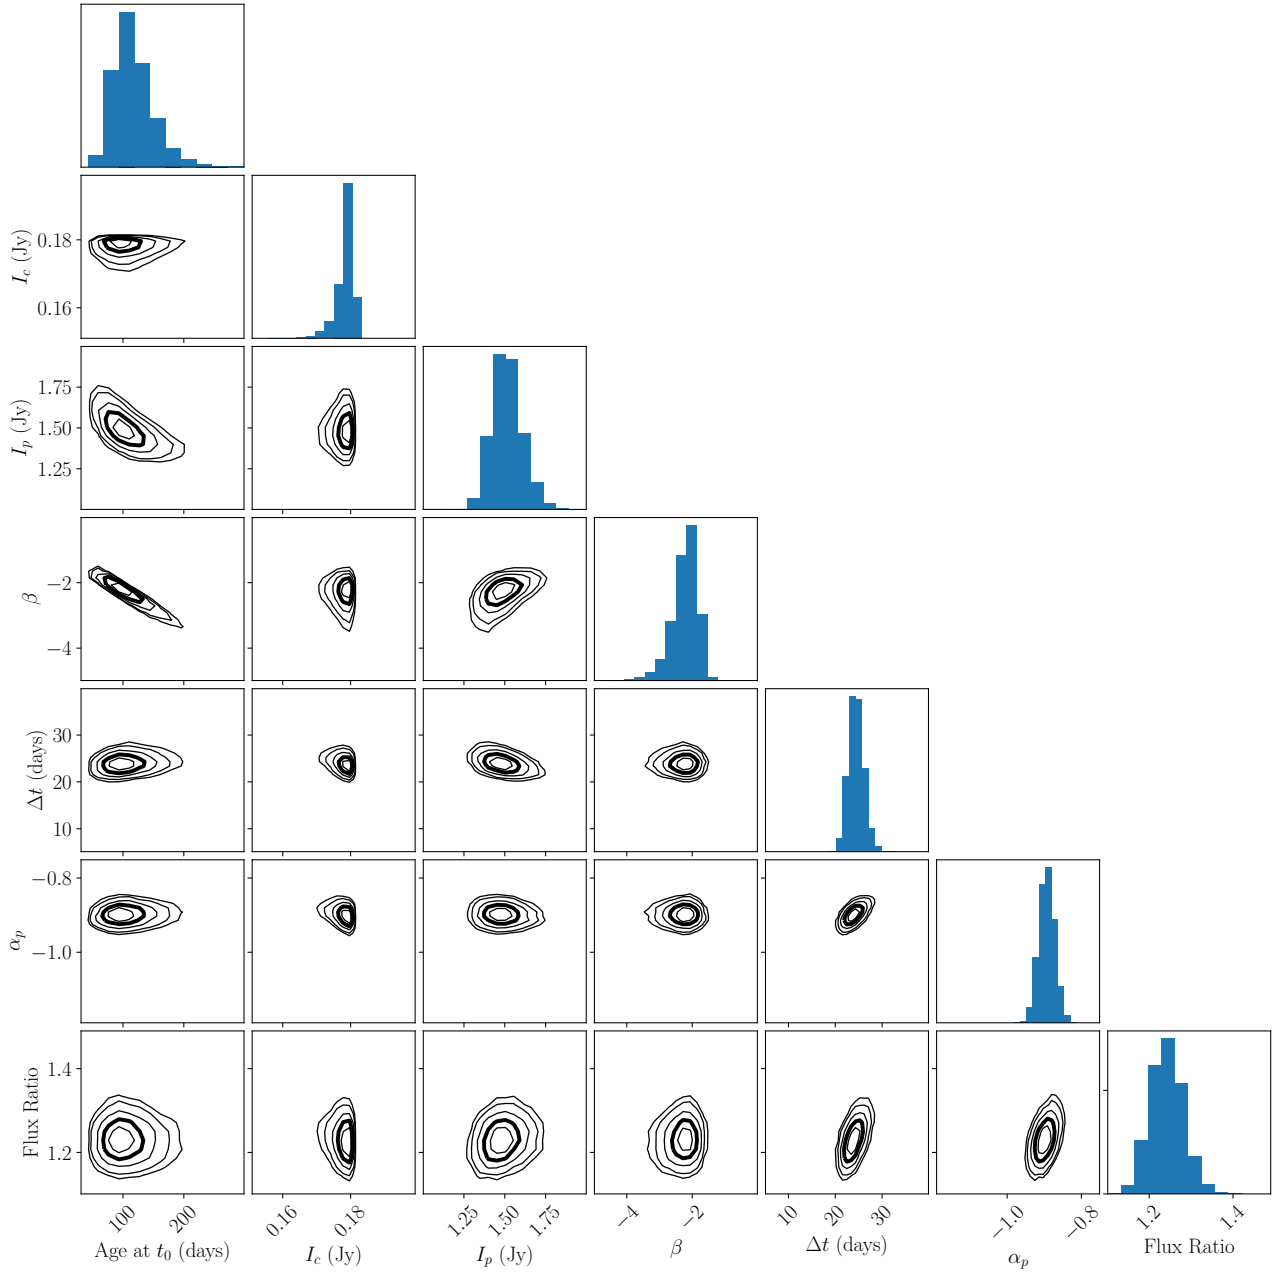 0.18
0.16
I_c (Jy)
1.75
1.50
1.25
I_p (Jy)
−2
−4
β
30
20
10
Δt (days)
−0.8
−1.0
α_p
1.4
1.2
Flux Ratio
100 200 0.16 0.18 1.25 1.50 1.75 −4 −2 10 20 30 −1.0 −0.8 1.2 1.4
Age at t_0 (days) I_c (Jy) I_p (Jy) β Δt (days) α_p Flux Ratio